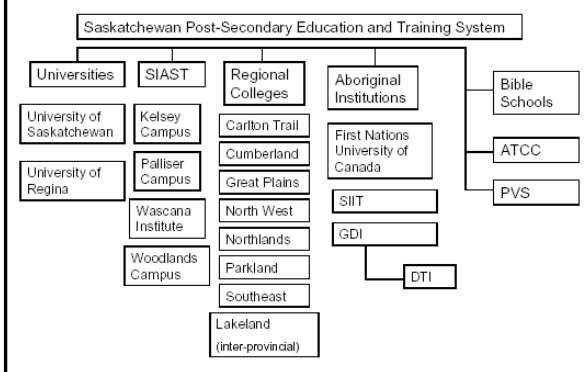 Saskatchewan Post-Secondary Education and Training System
Universities
University of
Saskatchewan
University of
Regina
SIAST
Kelsey
Campus
Palliser
Campus
Wascana
Institute
Woodlands
Campus
Regional
Colleges
Carlton Trail
Cumberland
Great Plains
North West
Northlands
Parkland
Southeast
Lakeland
(inter-provincial)
Aboriginal
Institutions
First Nations
University of
Canada
SIIT
GDI
DTI
Bible
Schools
ATCC
PVS